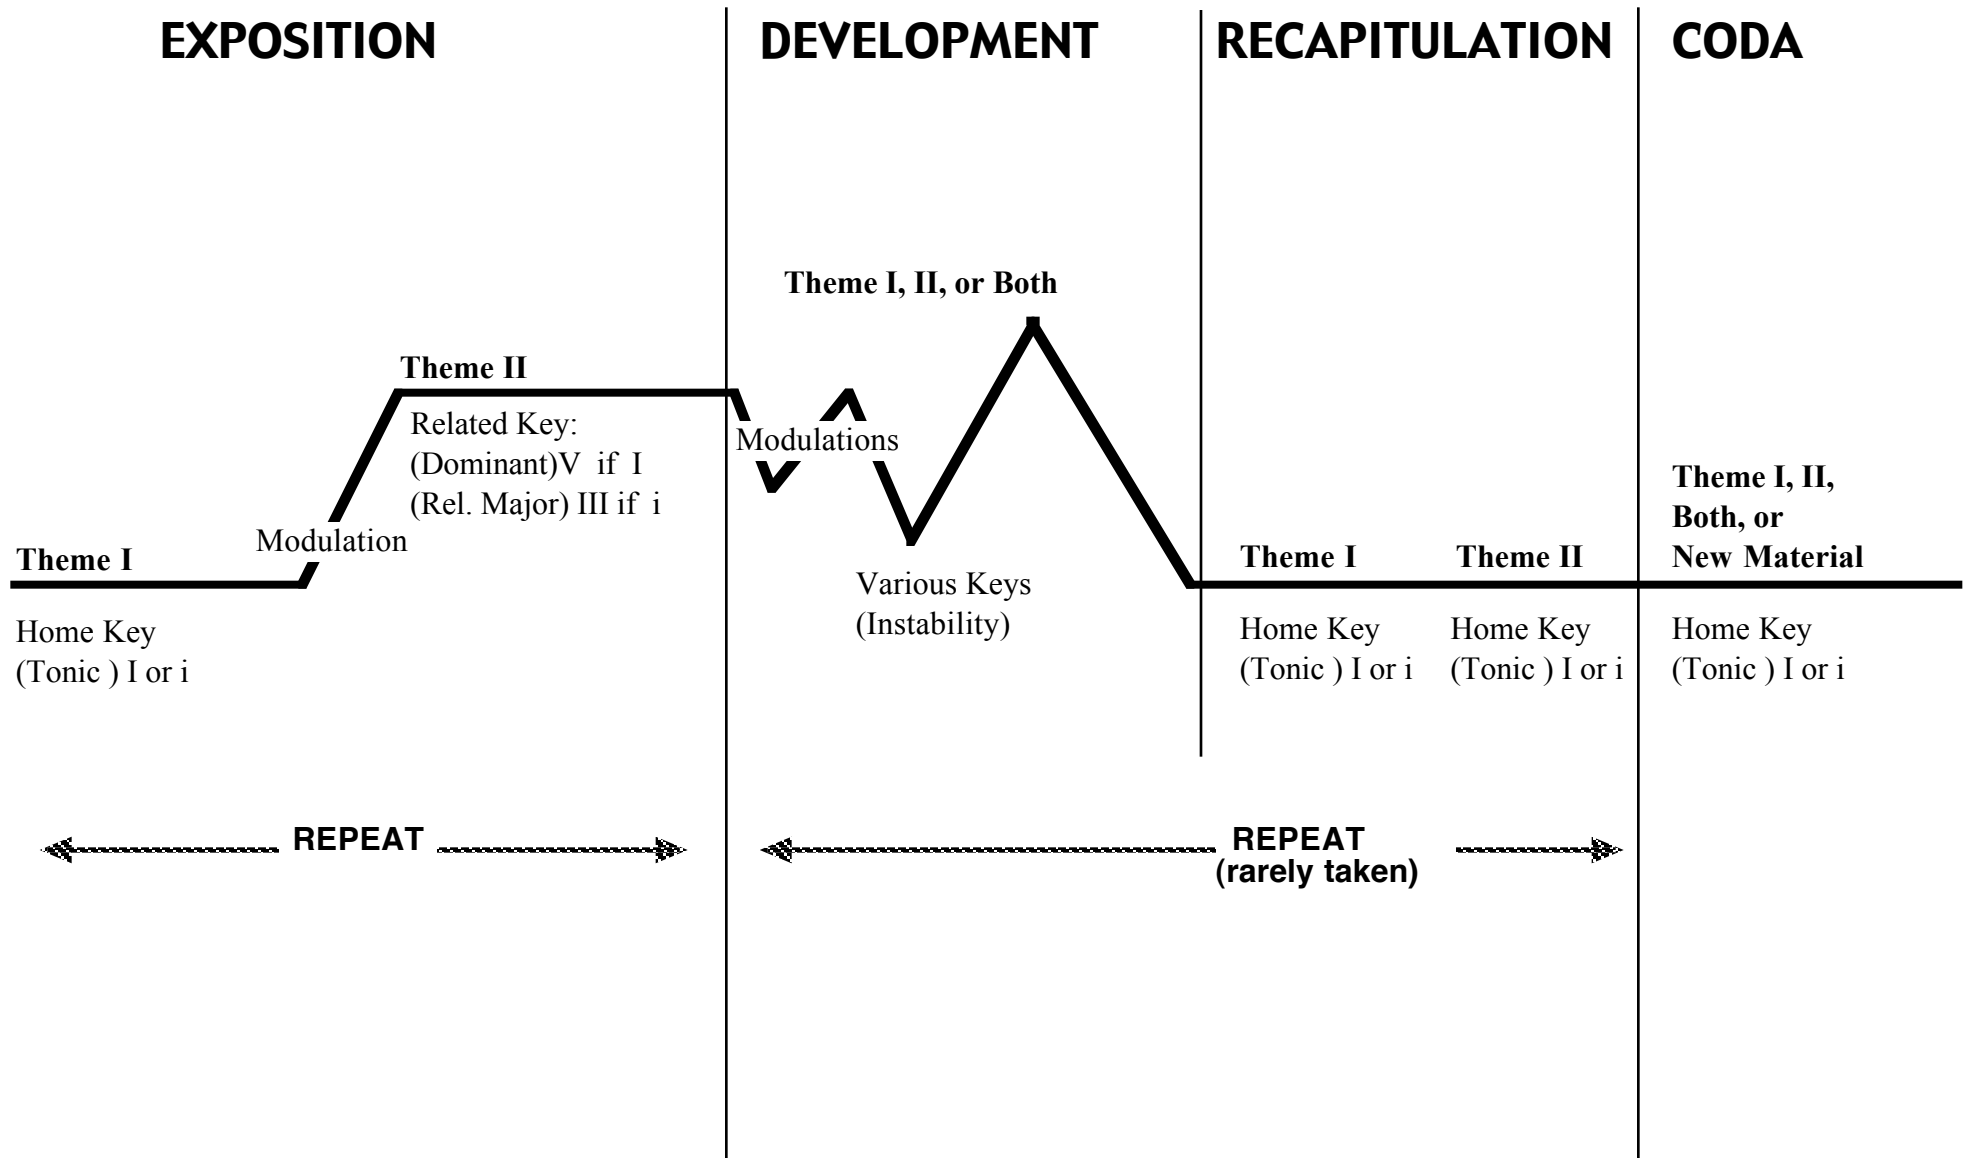 EXPOSITION
DEVELOPMENT
RECAPITULATION
CODA
Theme I
Home Key
(Tonic ) I or i
Modulation
Theme II
Related Key:
(Dominant)V if I
(Rel. Major) III if i
Theme I, II, or Both
Modulations
Various Keys
(Instability)
Theme I
Home Key
(Tonic ) I or i
Theme II
Home Key
(Tonic ) I or i
Theme I, II,
Both, or
New Material
Home Key
(Tonic ) I or i
REPEAT
REPEAT
(rarely taken)